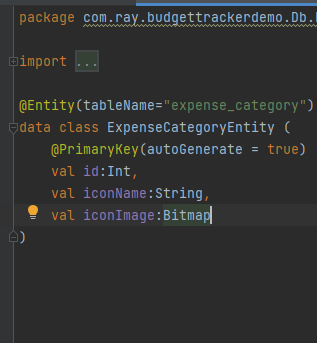 package com.ray.budgettrackerdemo.Db.
import ...
@Entity(tableName="expense_category")
data class ExpenseCategoryEntity (
@PrimaryKey(autoGenerate = true)
val id:Int,
val iconName:String,
val iconImage:Bitmap
)